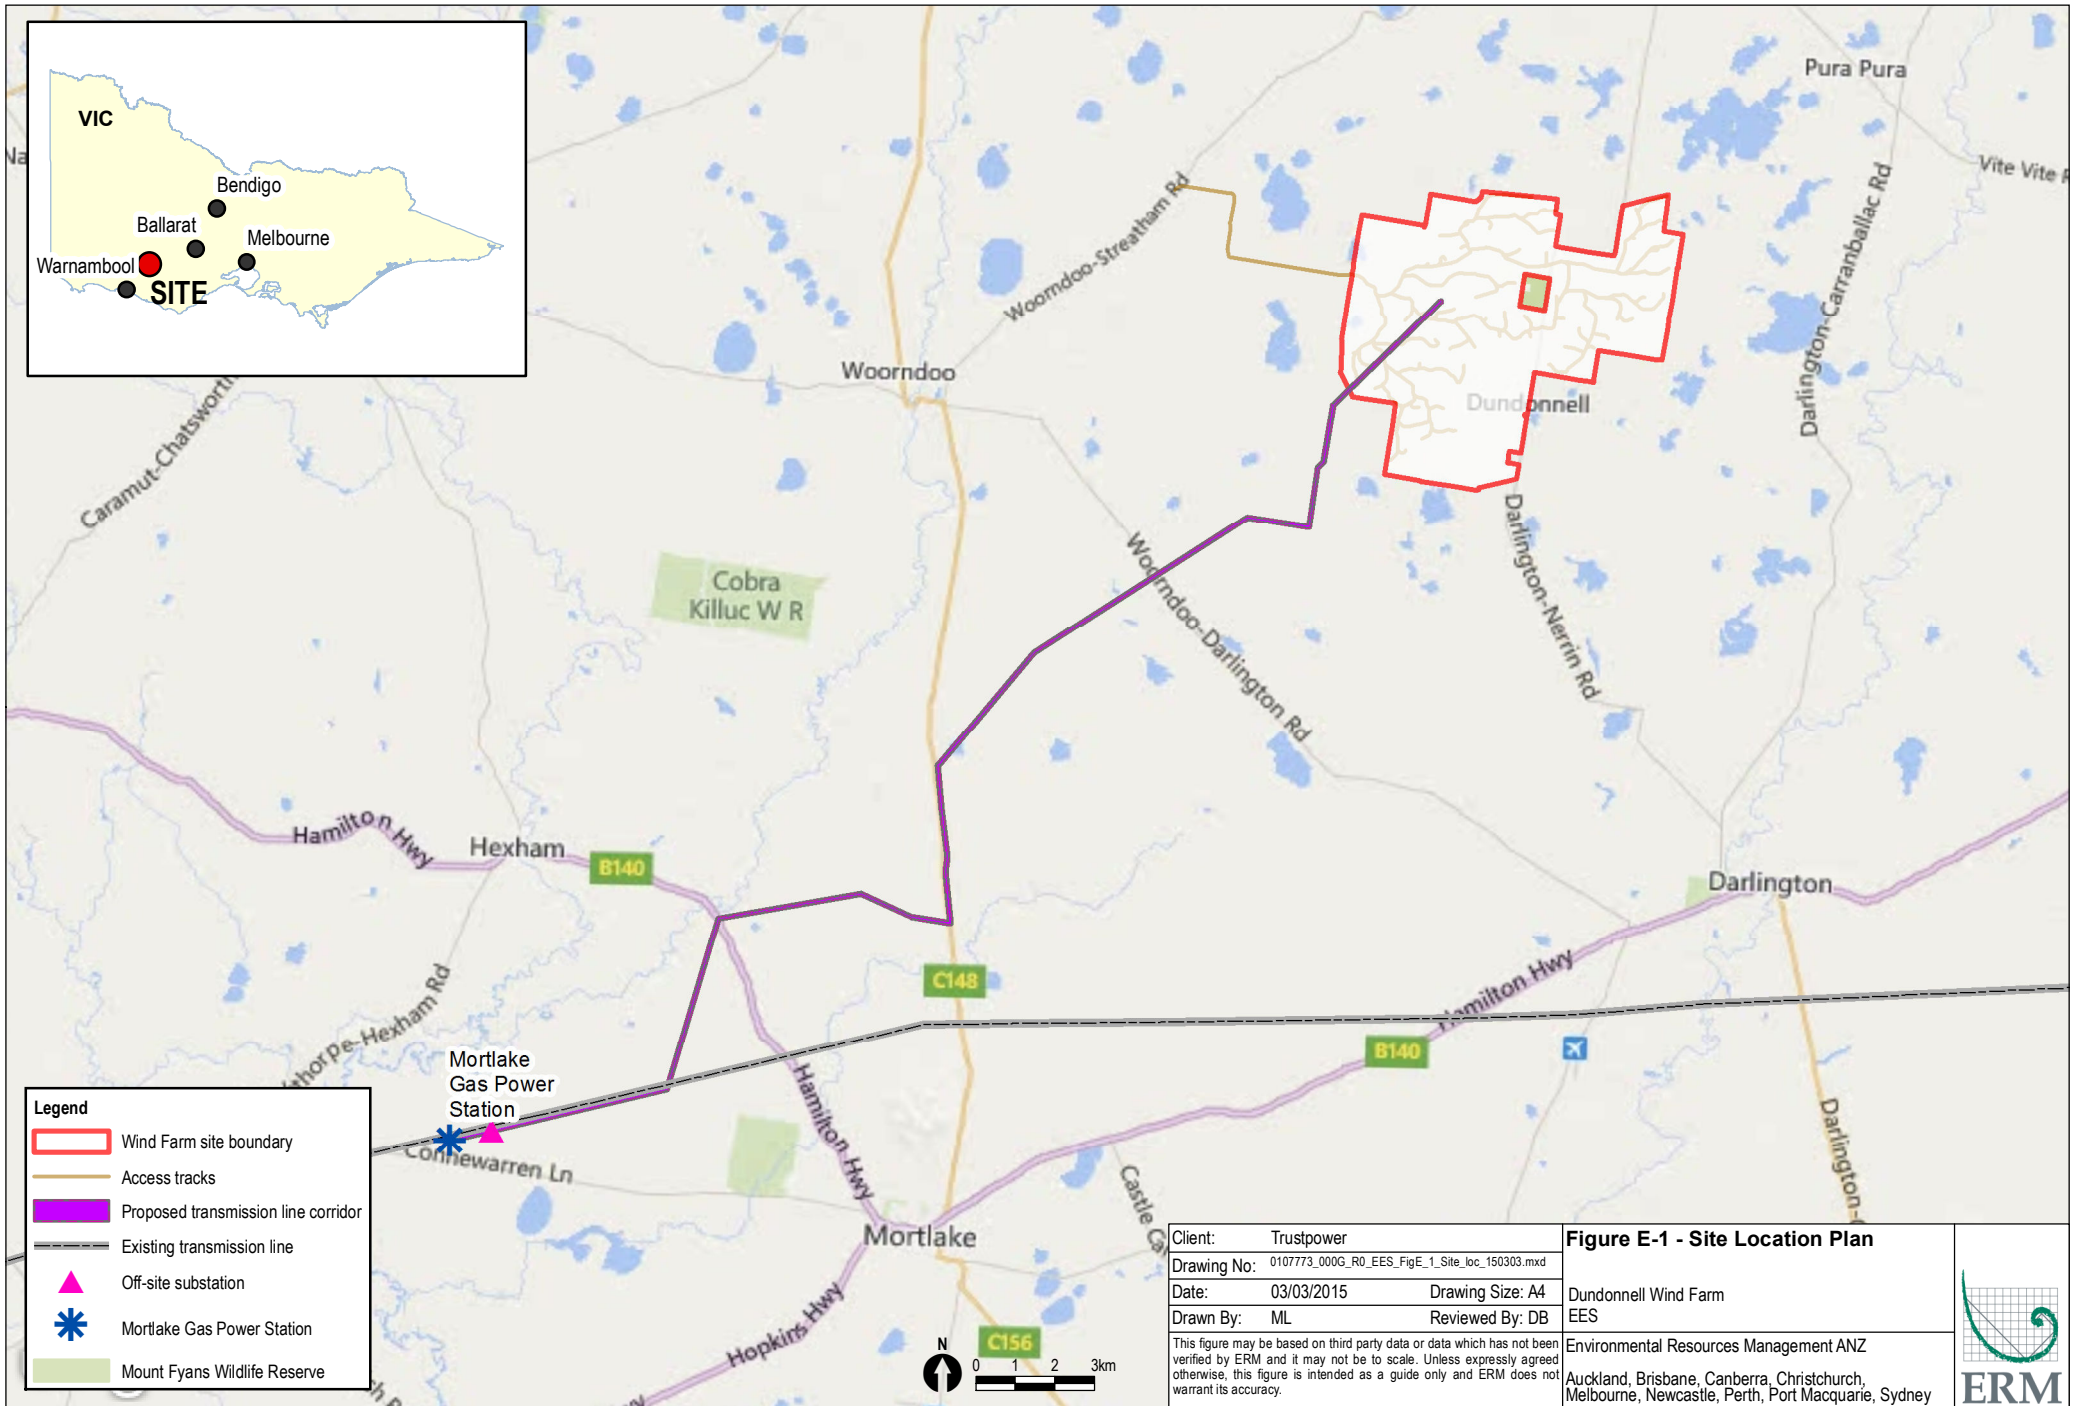 VIC
Bendigo
Ballarat
Melbourne
Warnambool
SITE
Pura Pura
Vite Vite
Woorndoo-Streatham Rd
Darlington-Carranballac Rd
Woorndoo
Dundonnell
Caramut-Chatsworth
Darlington-Nerrin Rd
Cobra
Killuc W R
Woorndoo-Darlington Rd
Hamilton Hwy
Hexham
B140
Darlington
C148
Hamilton Hwy
B140
thorpe-Hexham Rd
Mortlake
Gas Power
Station
Connewarren Ln
Hamilton Hwy
Castle Ca
Darlington-
Mortlake
Hopkins Hwy
C156
N
0 1 2 3km
Legend
Wind Farm site boundary
Access tracks
Proposed transmission line corridor
Existing transmission line
Off-site substation
Mortlake Gas Power Station
Mount Fyans Wildlife Reserve
Client: Trustpower
Drawing No: 0107773_000G_R0_EES_FigE_1_Site_loc_150303.mxd
Date: 03/03/2015 Drawing Size: A4
Drawn By: ML Reviewed By: DB
This figure may be based on third party data or data which has not been
verified by ERM and it may not be to scale. Unless expressly agreed
otherwise, this figure is intended as a guide only and ERM does not
warrant its accuracy.
Figure E-1 - Site Location Plan
Dundonnell Wind Farm
EES
Environmental Resources Management ANZ
Auckland, Brisbane, Canberra, Christchurch,
Melbourne, Newcastle, Perth, Port Macquarie, Sydney
ERM